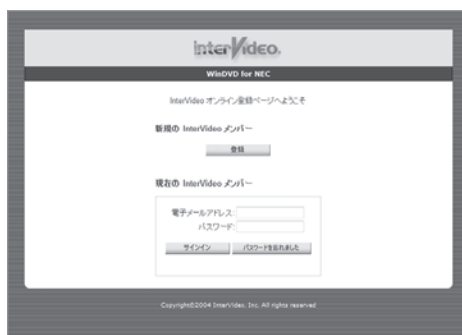 InterVideo.
WinDVD for NEC
InterVideo オンライン登録ページへようこそ
新規の InterVideo メンバー
登録
現在の InterVideo メンバー
電子メールアドレス:
パスワード:
サインイン パスワードを忘れました
Copyright©2004 InterVideo, Inc. All rights reserved